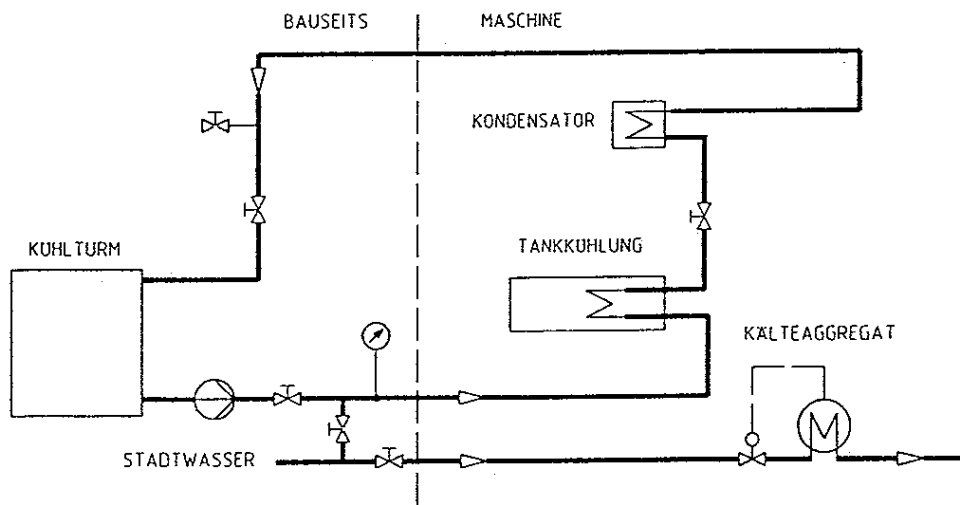 BAUSEITS
MASCHINE
KONDENSATOR
KÜHLTURM
TANKKÜHLUNG
KÄLTEAGGREGAT
STADTWASSER